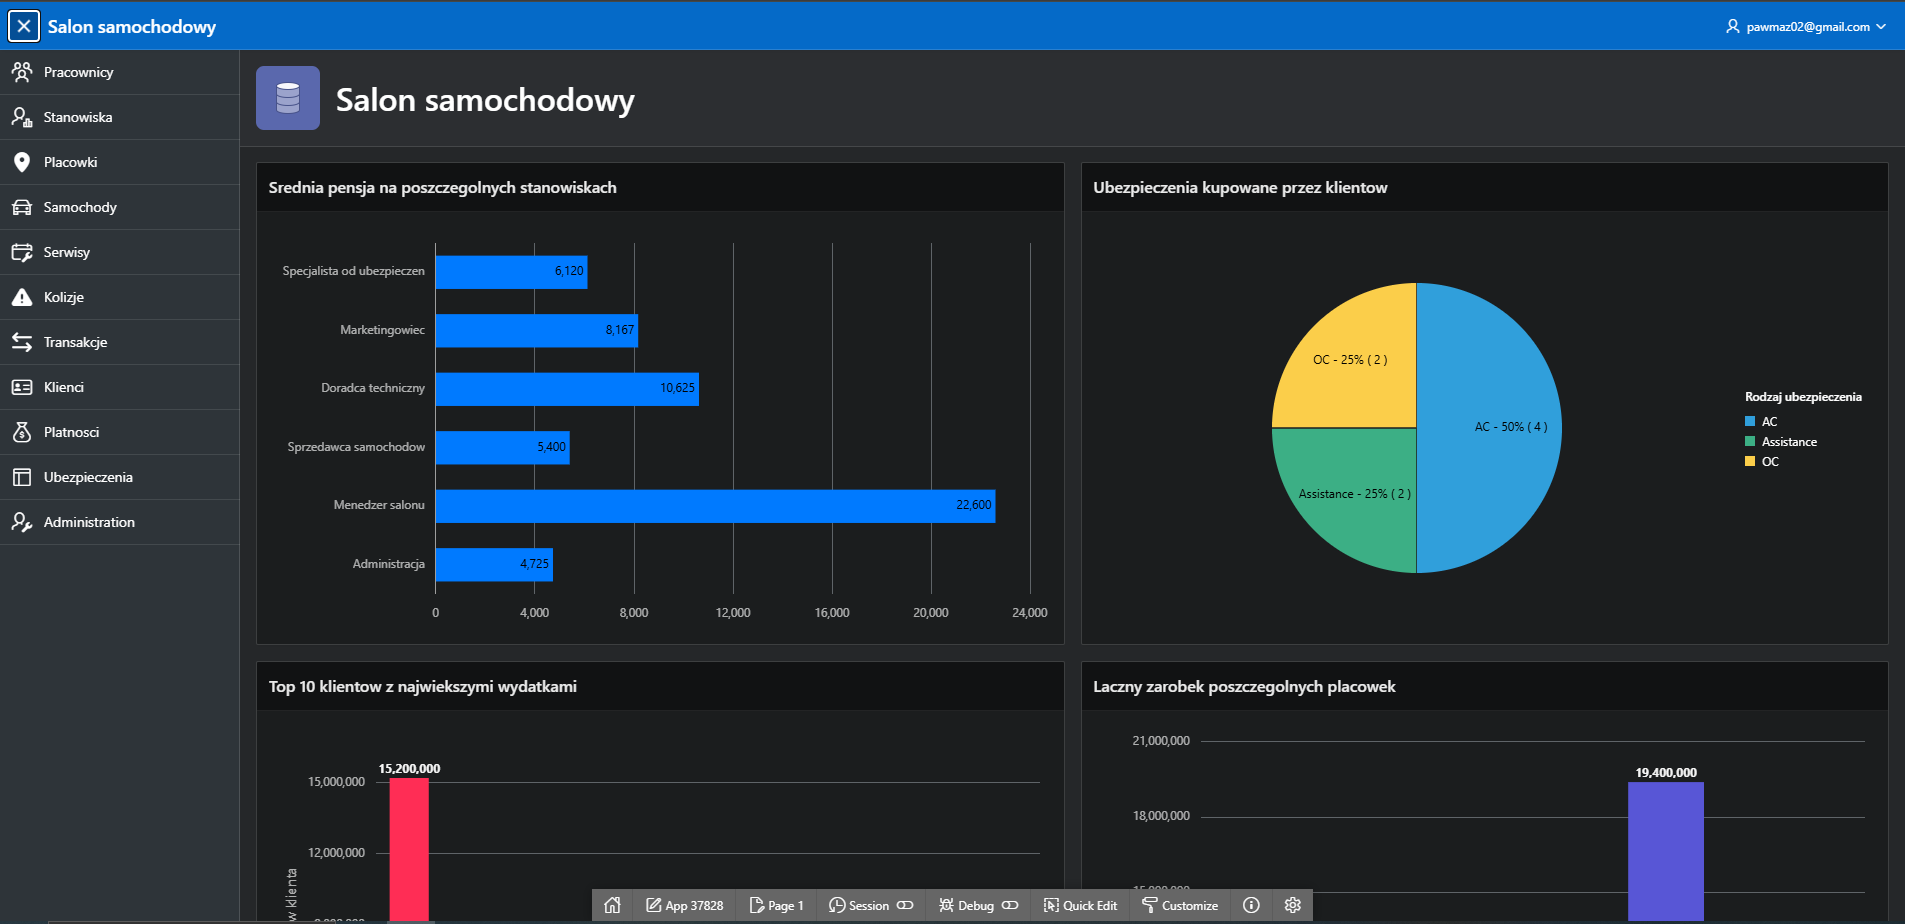 Salon samochodowy
pawmaz02@gmail.com
Pracownicy
Stanowiska
Placowki
Samochody
Serwisy
Kolizje
Transakcje
Klienci
Platnosci
Ubezpieczenia
Administration
Salon samochodowy
Srednia pensja na poszczegolnych stanowiskach
Specjalista od ubezpieczen
6,120
Marketingowiec
8,167
Doradca techniczny
10,625
Sprzedawca samochodow
5,400
Menedzer salonu
22,600
Administracja
4,725
0 4,000 8,000 12,000 16,000 20,000 24,000
Ubezpieczenia kupowane przez klientow
OC - 25% ( 2 )
AC - 50% ( 4 )
Assistance - 25% ( 2 )
Rodzaj ubezpieczenia
AC
Assistance
OC
Top 10 klientow z najwiekszymi wydatkami
15,200,000
15,000,000
12,000,000
w klienta
Laczny zarobek poszczegolnych placowek
21,000,000
19,400,000
18,000,000
App 37828
Page 1
Session
Debug
Quick Edit
Customize